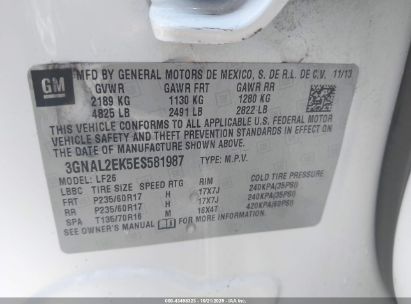 GM
MFD BY GENERAL MOTORS DE MEXICO, S. DE R.L. DE C.V. 11/13
GVWR GAWR FRT GAWR RR
2189 KG 1130 KG 1280 KG
4825 LB 2491 LB 2822 LB
THIS VEHICLE CONFORMS TO ALL APPLICABLE
U.S. FEDERAL MOTOR VEHICLE SAFETY AND
THEFT PREVENTION STANDARDS IN EFFECT ON
THE DATE OF MANUFACTURE SHOWN ABOVE.
3GNAL2EK5ES581987 TYPE: M.P.V.
MODEL: LF26
LBBC TIRE SIZE SPEED RTG RIM COLD TIRE PRESSURE
FRT P235/60R17 H 17X7J 240KPA(35PSI)
RR P235/60R17 H 17X7J 240KPA(35PSI)
SPA T135/70R16 M 16X4T 420KPA(60PSI)
SEE OWNER'S MANUAL FOR MORE INFORMATION